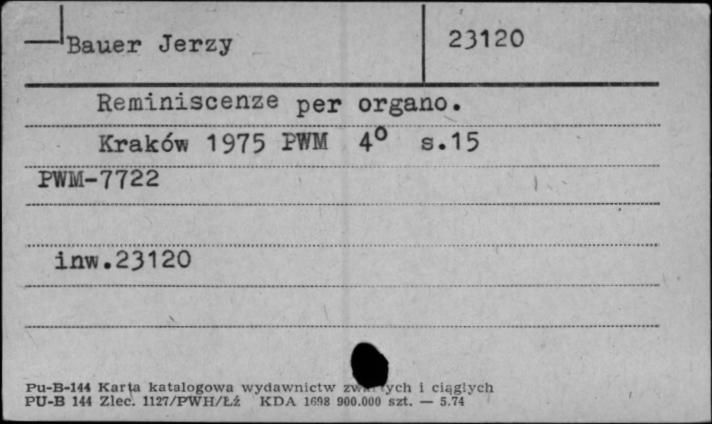 Bauer Jerzy 23120
Reminiscenze per organo.
Kraków 1975 PWM 4° s.15
PWM-7722
inw.23120
Pu-B-144 Karta katalogowa wydawnictw ych i ciąglych
PU-B 144 Zlec. 1127/PWH/Łź KDA 1698 900.000 szt. — 5.74